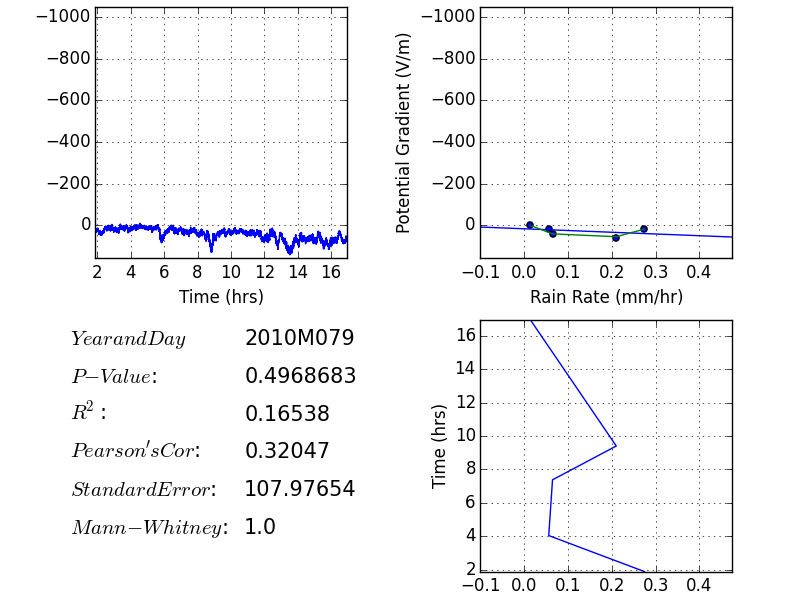 −1000
−800
−600
−400
−200
0
2 4 6 8 10 12 14 16
Time (hrs)
Potential Gradient (V/m)
−1000
−800
−600
−400
−200
0
−0.1 0.0 0.1 0.2 0.3 0.4
Rain Rate (mm/hr)
YearandDay 2010M079
P−Value: 0.4968683
R²: 0.16538
Pearson'sCor: 0.32047
StandardError: 107.97654
Mann−Whitney: 1.0
Time (hrs)
16
14
12
10
8
6
4
2
−0.1 0.0 0.1 0.2 0.3 0.4